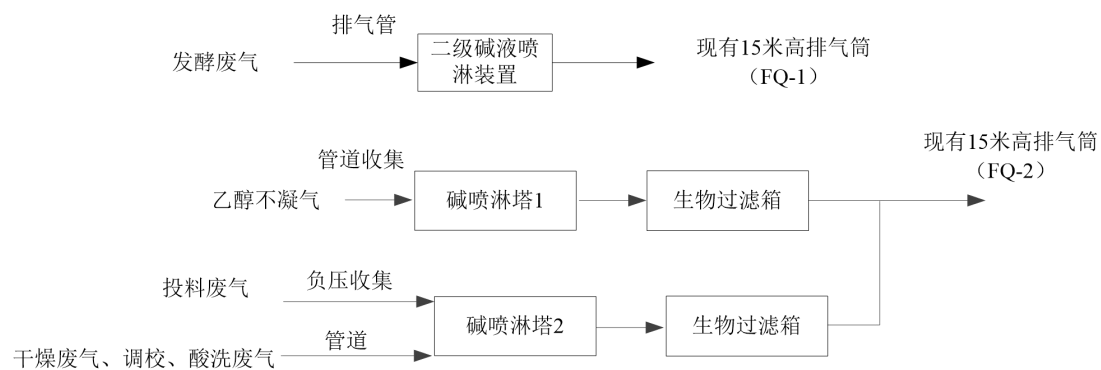 排气管
发酵废气
二级碱液喷
淋装置
现有15米高排气筒
（FQ-1）
管道收集
乙醇不凝气
碱喷淋塔1
生物过滤箱
现有15米高排气筒
（FQ-2）
投料废气
负压收集
碱喷淋塔2
生物过滤箱
管道
干燥废气、调校、酸洗废气